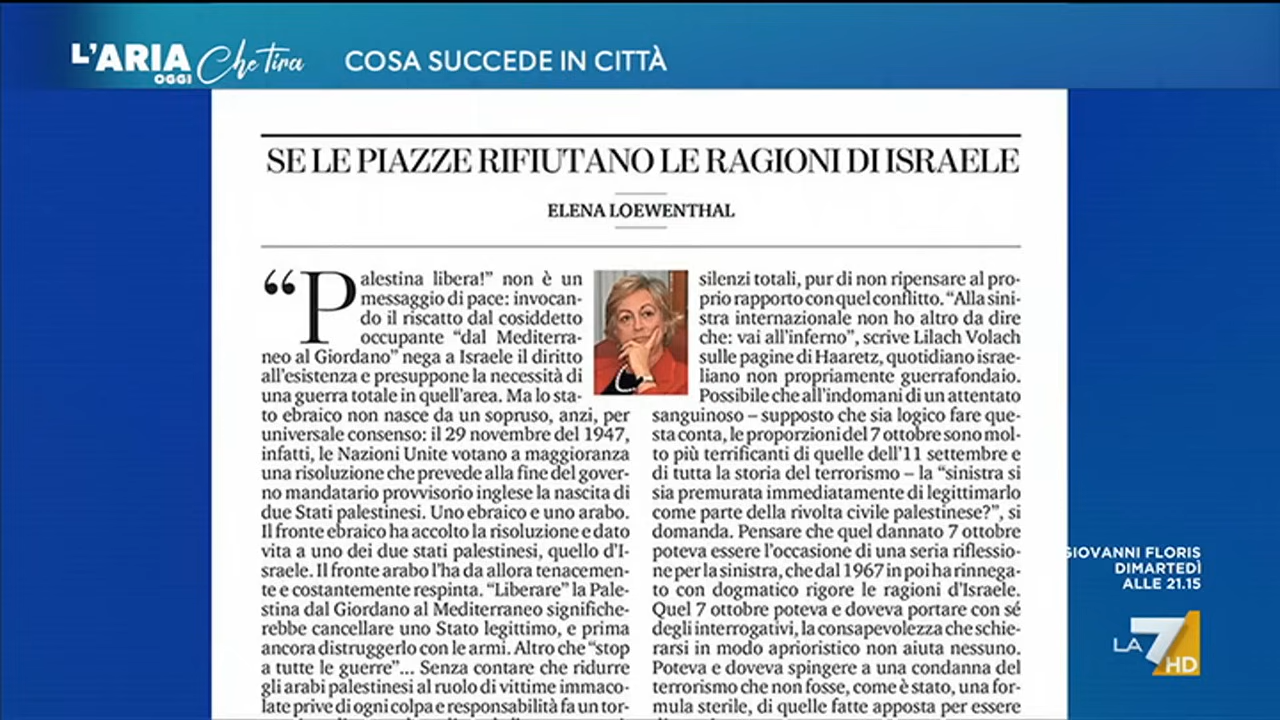 L'ARIA Che tira
OGGI
COSA SUCCEDE IN CITTÀ
SE LE PIAZZE RIFIUTANO LE RAGIONI DI ISRAELE
ELENA LOEWENTHAL
“Palestina libera!” non è un
messaggio di pace: invocan-
do il riscatto dal cosiddetto
occupante “dal Mediterra-
neo al Giordano” nega a Israele il diritto
all'esistenza e presuppone la necessità di
una guerra totale in quell'area. Ma lo sta-
to ebraico non nasce da un sopruso, anzi, per
universale consenso: il 29 novembre del 1947,
infatti, le Nazioni Unite votano a maggioranza
una risoluzione che prevede alla fine del gover-
no mandatario provvisorio inglese la nascita di
due Stati palestinesi. Uno ebraico e uno arabo.
Il fronte ebraico ha accolto la risoluzione e dato
vita a uno dei due stati palestinesi, quello d'I-
sraele. Il fronte arabo l'ha da allora tenacemen-
te e costantemente respinta. “Liberare” la Pale-
stina dal Giordano al Mediterraneo significhe-
rebbe cancellare uno Stato legittimo, e prima
ancora distruggerlo con le armi. Altro che “stop
a tutte le guerre”... Senza contare che ridurre
gli arabi palestinesi al ruolo di vittime immaco-
late prive di ogni colpa e responsabilità fa un tor-
silenzi totali, pur di non ripensare al pro-
prio rapporto con quel conflitto. “Alla sini-
stra internazionale non ho altro da dire
che: vai all'inferno”, scrive Lilach Volach
sulle pagine di Haaretz, quotidiano israe-
liano non propriamente guerrafondaio.
Possibile che all'indomani di un attentato
sanguinoso – supposto che sia logico fare que-
sta conta, le proporzioni del 7 ottobre sono mol-
to più terrificanti di quelle dell'11 settembre e
di tutta la storia del terrorismo – la “sinistra si
sia premurata immediatamente di legittimarlo
come parte della rivolta civile palestinese?”, si
domanda. Pensare che quel dannato 7 ottobre
poteva essere l'occasione di una seria riflessio-
ne per la sinistra, che dal 1967 in poi ha rinnega-
to con dogmatico rigore le ragioni d'Israele.
Quel 7 ottobre poteva e doveva portare con sé
degli interrogativi, la consapevolezza che schie-
rarsi in modo aprioristico non aiuta nessuno.
Poteva e doveva spingere a una condanna del
terrorismo che non fosse, come è stato, una for-
mula sterile, di quelle fatte apposta per essere
GIOVANNI FLORIS
DIMARTEDÌ
ALLE 21.15
LA 7 HD